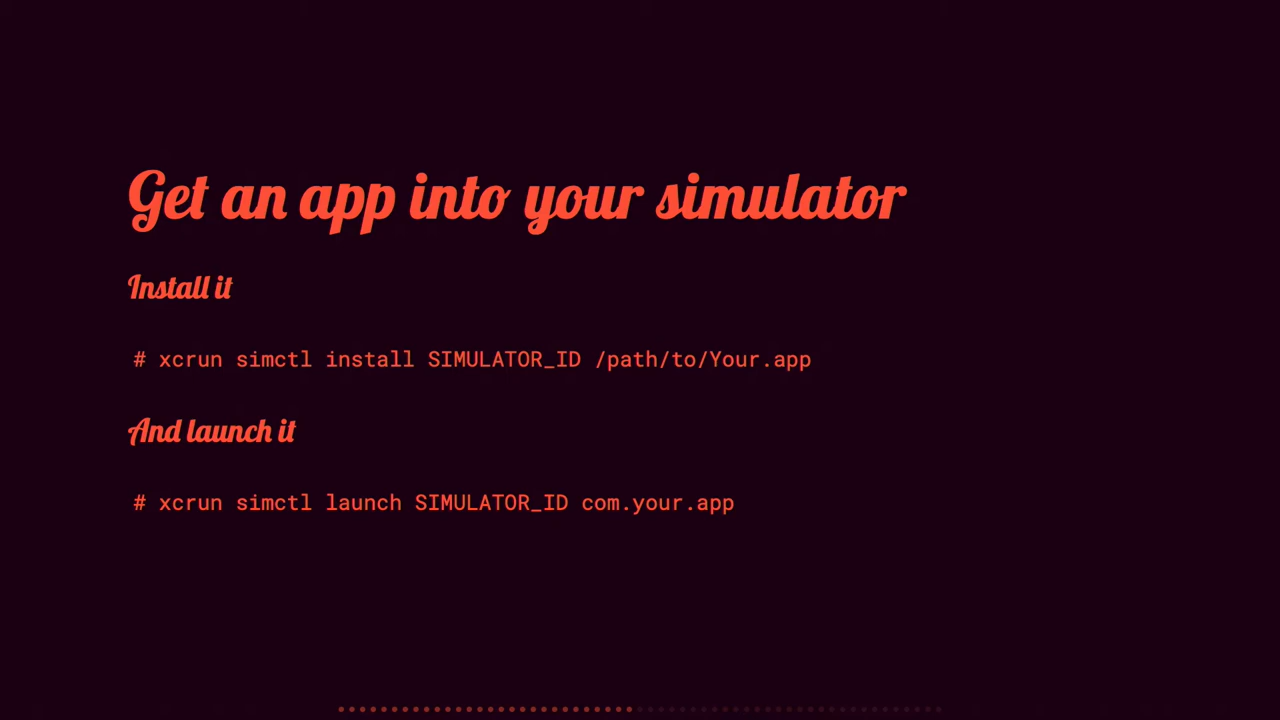 Get an app into your simulator
Install it
# xcrun simctl install SIMULATOR_ID /path/to/Your.app
And launch it
# xcrun simctl launch SIMULATOR_ID com.your.app